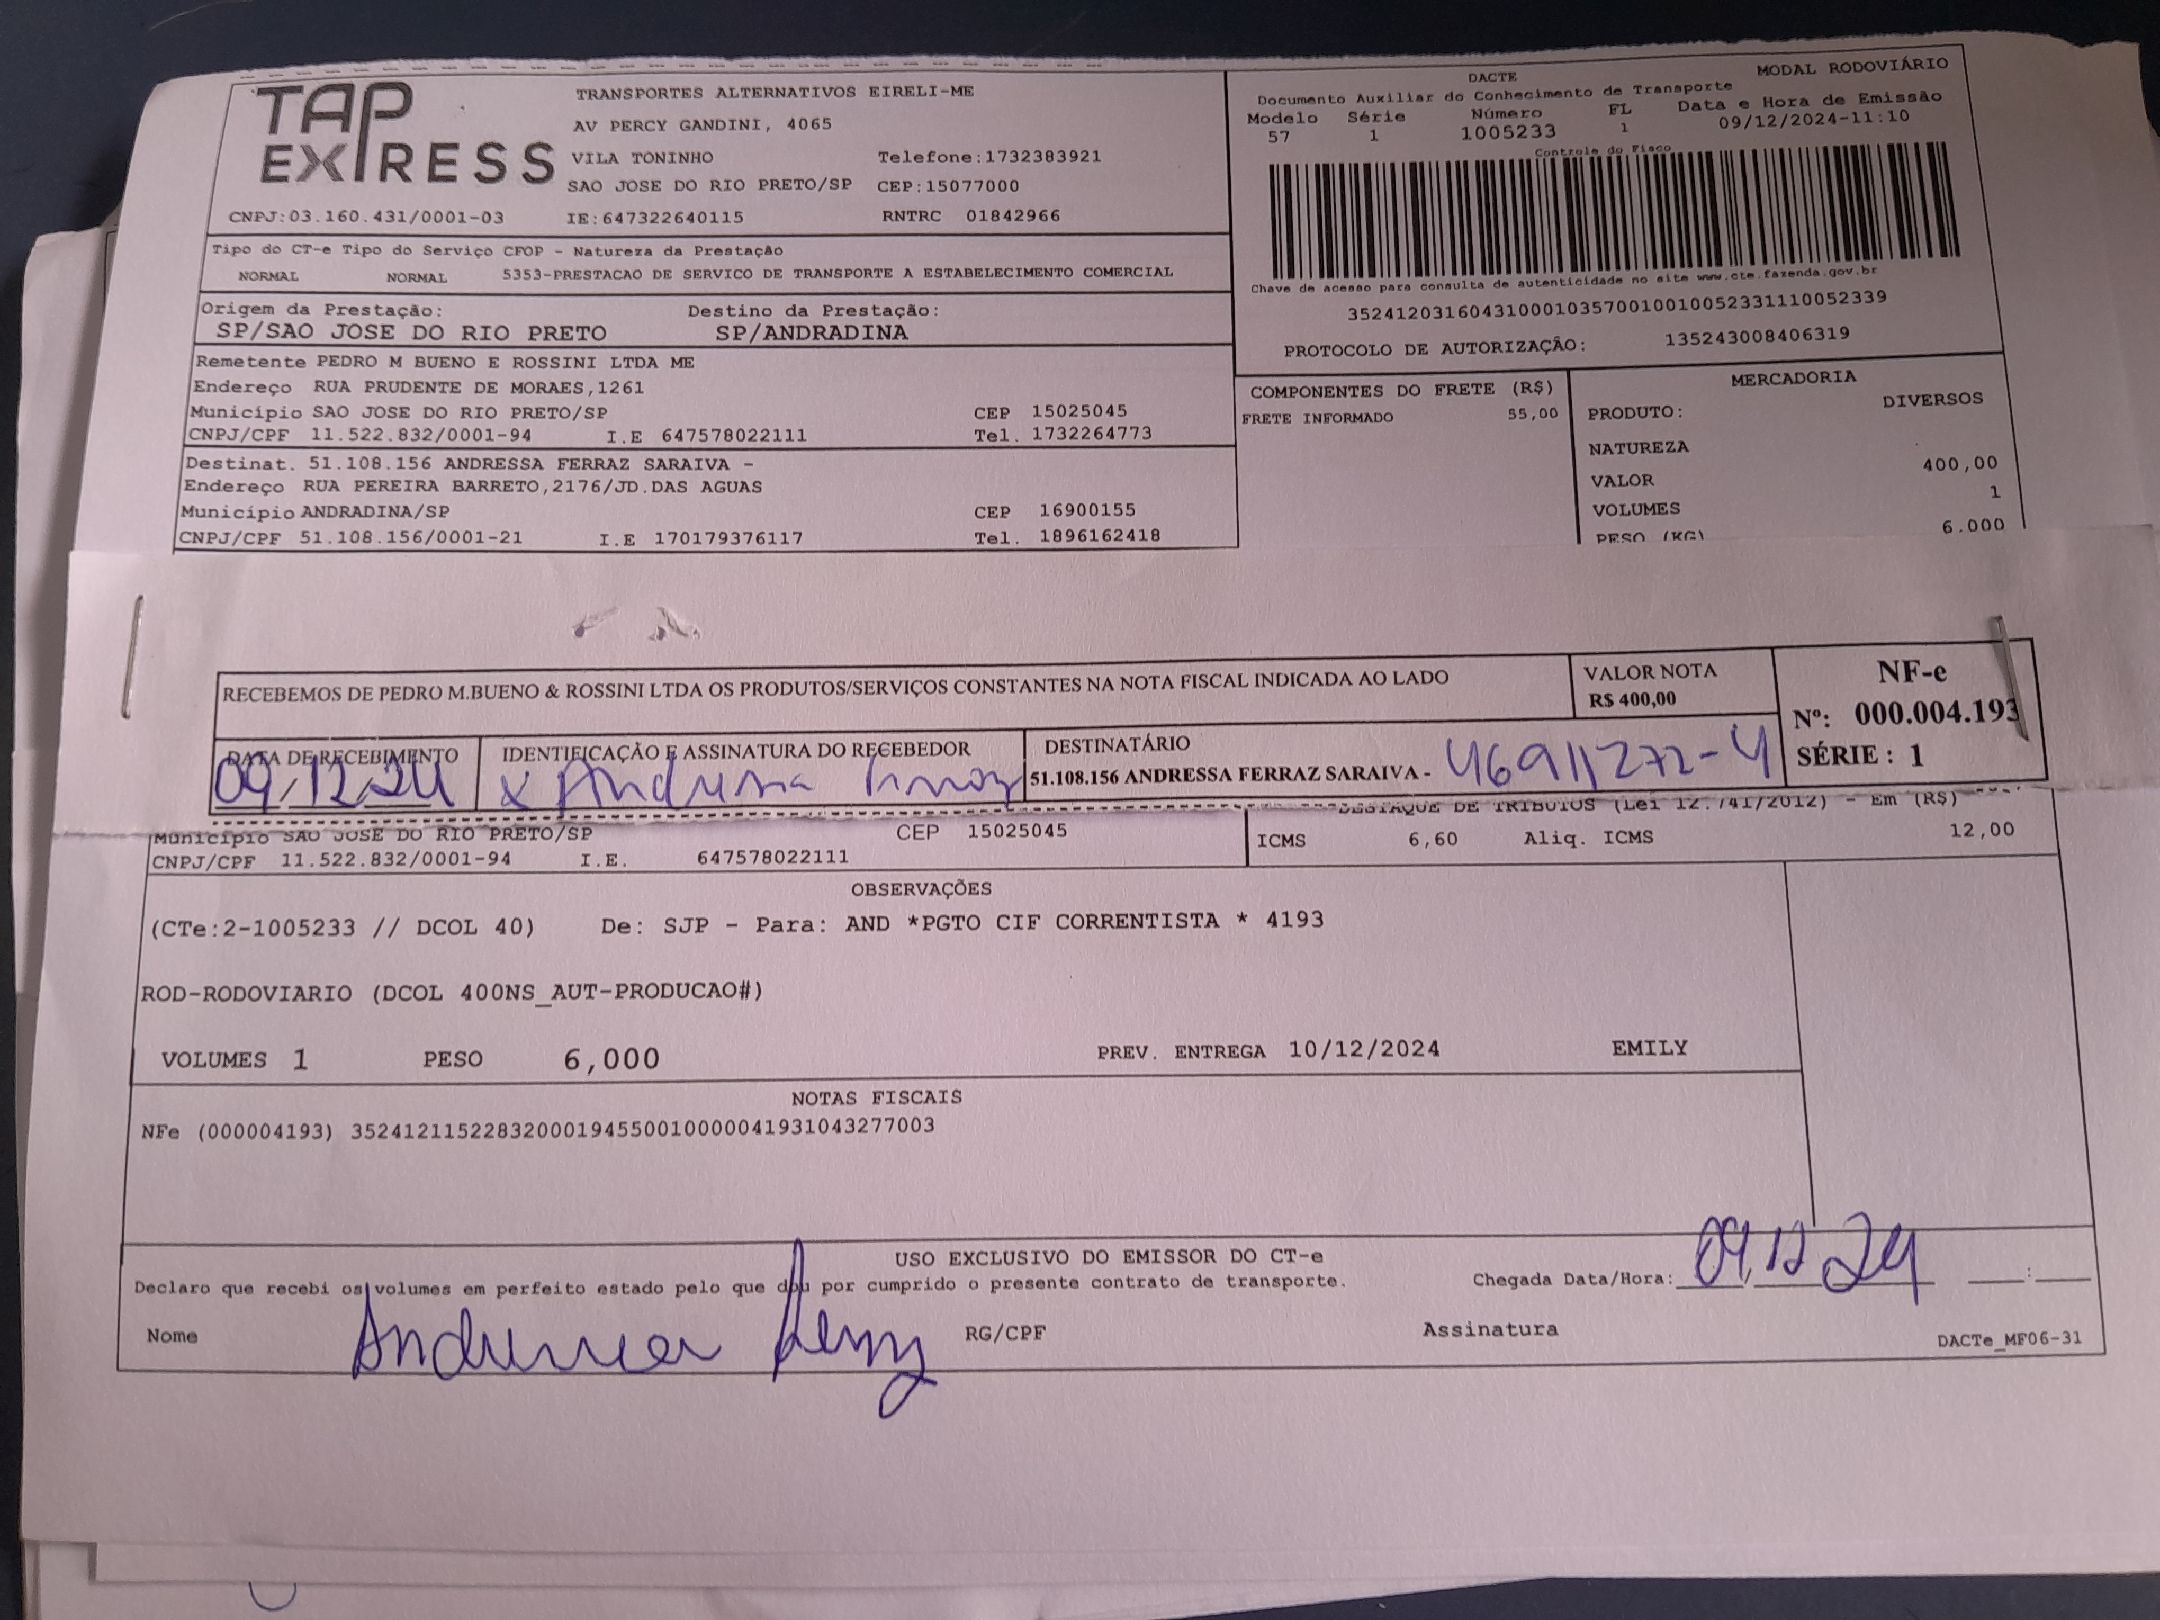 TAP EXPRESS
TRANSPORTES ALTERNATIVOS EIRELI-ME
AV PERCY GANDINI, 4065
VILA TONINHO Telefone:1732383921
SAO JOSE DO RIO PRETO/SP CEP:15077000
CNPJ:03.160.431/0001-03 IE:647322640115 RNTRC 01842966
Tipo do CT-e Tipo do Serviço CFOP - Natureza da Prestação
NORMAL NORMAL 5353-PRESTACAO DE SERVICO DE TRANSPORTE A ESTABELECIMENTO COMERCIAL
Origem da Prestação: Destino da Prestação:
SP/SAO JOSE DO RIO PRETO SP/ANDRADINA
Remetente PEDRO M BUENO E ROSSINI LTDA ME
Endereço RUA PRUDENTE DE MORAES,1261
Município SAO JOSE DO RIO PRETO/SP CEP 15025045
CNPJ/CPF 11.522.832/0001-94 I.E 647578022111 Tel. 1732264773
Destinat. 51.108.156 ANDRESSA FERRAZ SARAIVA -
Endereço RUA PEREIRA BARRETO,2176/JD.DAS AGUAS
Município ANDRADINA/SP CEP 16900155
CNPJ/CPF 51.108.156/0001-21 I.E 170179376117 Tel. 1896162418
DACTE MODAL RODOVIÁRIO
Documento Auxiliar do Conhecimento de Transporte
Modelo Série Número FL Data e Hora de Emissão
57 1 1005233 1 09/12/2024-11:10
Controle do Fisco
Chave de acesso para consulta de autenticidade no site www.cte.fazenda.gov.br
35241203160431000103570010010052331110052339
PROTOCOLO DE AUTORIZAÇÃO: 135243008406319
COMPONENTES DO FRETE (R$)
FRETE INFORMADO 55,00
MERCADORIA
PRODUTO: DIVERSOS
NATUREZA
VALOR 400,00
VOLUMES 1
PESO (KG) 6.000
RECEBEMOS DE PEDRO M.BUENO & ROSSINI LTDA OS PRODUTOS/SERVIÇOS CONSTANTES NA NOTA FISCAL INDICADA AO LADO
VALOR NOTA
R$ 400,00
NF-e
Nº: 000.004.193
SÉRIE : 1
DATA DE RECEBIMENTO
09/12/24
IDENTIFICAÇÃO E ASSINATURA DO RECEBEDOR
x Andressa
DESTINATÁRIO
51.108.156 ANDRESSA FERRAZ SARAIVA - 46911272-4
DESTAQUE DE TRIBUTOS (Lei 12.741/2012) - Em (R$)
Município SAO JOSE DO RIO PRETO/SP CEP 15025045
CNPJ/CPF 11.522.832/0001-94 I.E. 647578022111
ICMS 6,60 Aliq. ICMS 12,00
OBSERVAÇÕES
(CTe:2-1005233 // DCOL 40) De: SJP - Para: AND *PGTO CIF CORRENTISTA * 4193
ROD-RODOVIARIO (DCOL 400NS_AUT-PRODUCAO#)
VOLUMES 1 PESO 6,000 PREV. ENTREGA 10/12/2024 EMILY
NOTAS FISCAIS
NFe (000004193) 35241211522832000194550010000041931043277003
USO EXCLUSIVO DO EMISSOR DO CT-e
Declaro que recebi os volumes em perfeito estado pelo que dou por cumprido o presente contrato de transporte.
Chegada Data/Hora: 09/12 24 :
Nome Andressa RG/CPF Assinatura
DACTe_MF06-31